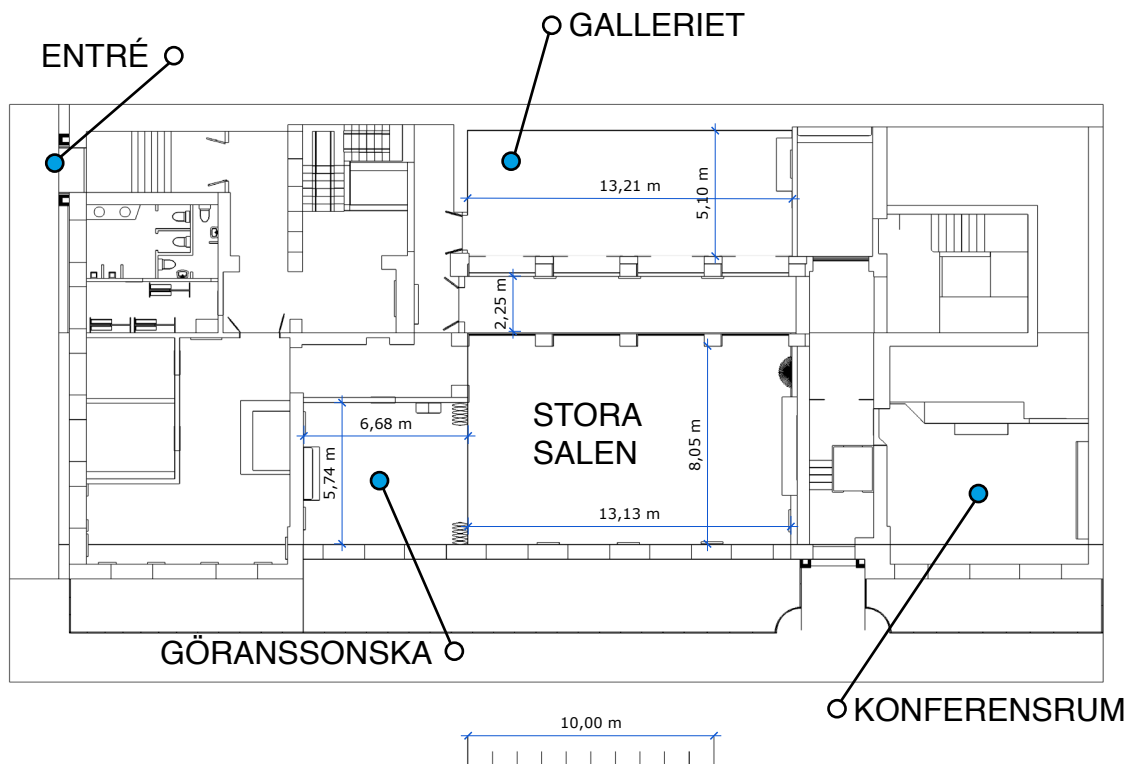 GALLERIET
ENTRÉ
13,21 m
5,10 m
2,25 m
STORA
SALEN
6,68 m
5,74 m
8,05 m
13,13 m
GÖRANSSONSKA
KONFERENSRUM
10,00 m